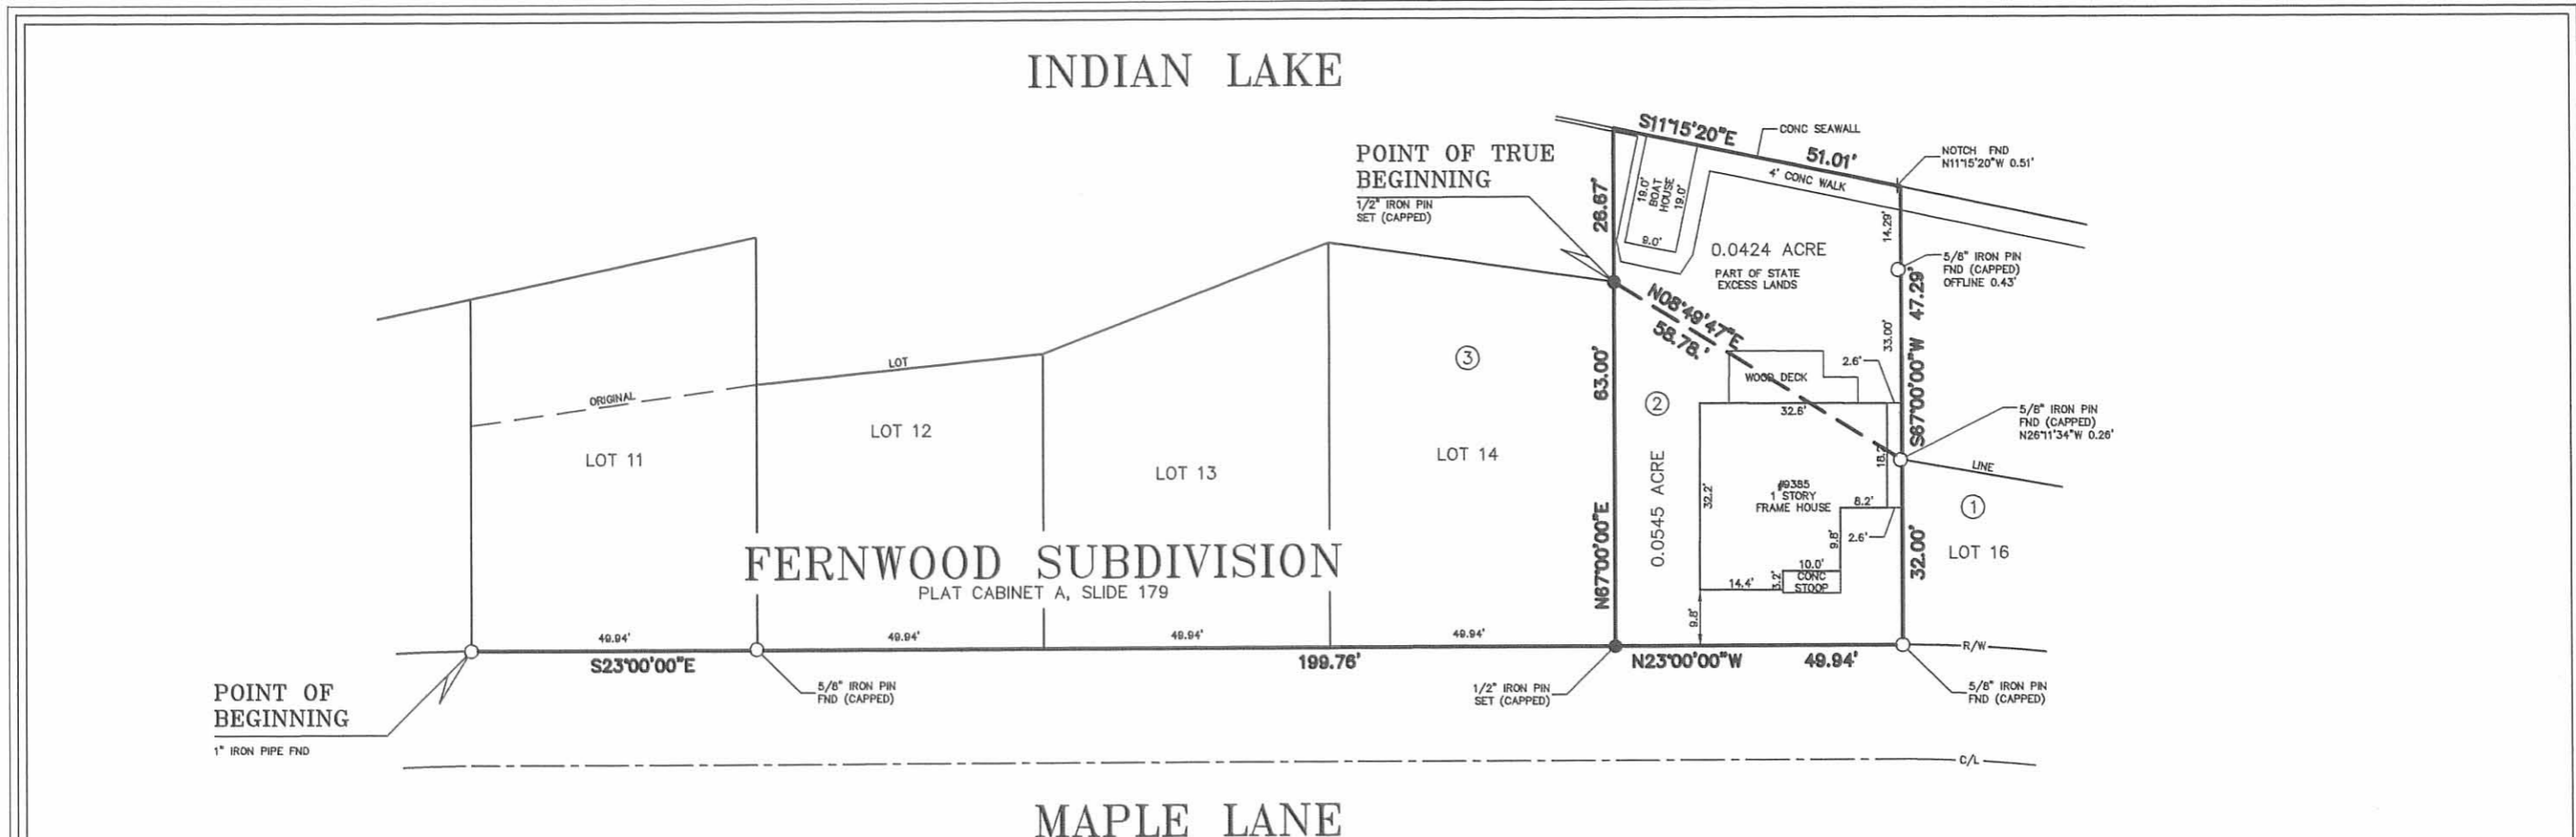 INDIAN LAKE
S11°15'20"E
51.01'
CONC SEAWALL
NOTCH FND
N11°15'20"W 0.51'
4' CONC WALK
POINT OF TRUE
BEGINNING
1/2" IRON PIN
SET (CAPPED)
19.0'
BOAT
HOUSE
19.0'
9.0'
14.29'
0.0424 ACRE
PART OF STATE
EXCESS LANDS
5/8" IRON PIN
FND (CAPPED)
OFFLINE 0.43'
S67°00'00"W 47.29'
33.00'
N08°49'47"E
58.78.'
63.00'
3
2
2.6'
WOOD DECK
32.6'
5/8" IRON PIN
FND (CAPPED)
N26°11'34"W 0.26'
LOT
ORIGINAL
LOT 11
LOT 12
LOT 13
LOT 14
LINE
0.0545 ACRE
32.2'
#9385
1 STORY
FRAME HOUSE
8.2'
9.8'
2.6'
1
LOT 16
32.00'
N67°00'00"E
FERNWOOD SUBDIVISION
PLAT CABINET A, SLIDE 179
10.0'
CONC
STOOP
14.4'
3.2'
9.8'
49.94'
49.94'
49.94'
49.94'
R/W
S23°00'00"E
199.76'
N23°00'00"W
49.94'
POINT OF
BEGINNING
1" IRON PIPE FND
5/8" IRON PIN
FND (CAPPED)
1/2" IRON PIN
SET (CAPPED)
5/8" IRON PIN
FND (CAPPED)
C/L
MAPLE LANE